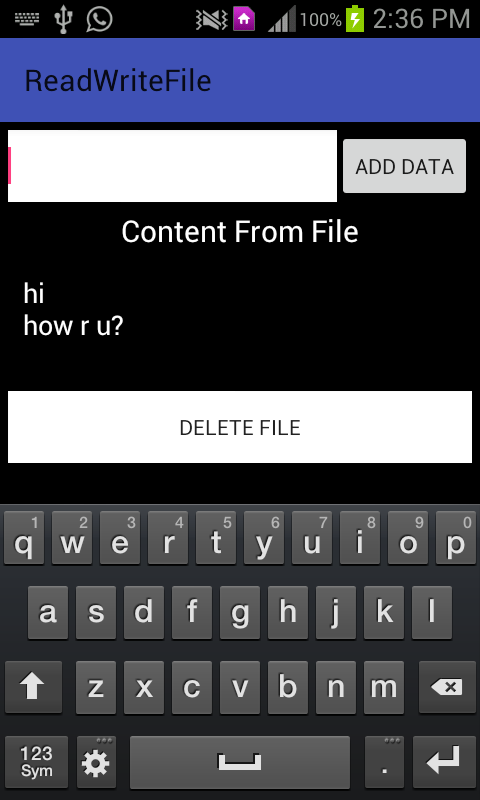 100% 2:36 PM
ReadWriteFile
ADD DATA
Content From File
hi
how r u?
DELETE FILE
1 2 3 4 5 6 7 8 9 0
q w e r t y u i o p
a s d f g h j k l
z x c v b n m
123
Sym .